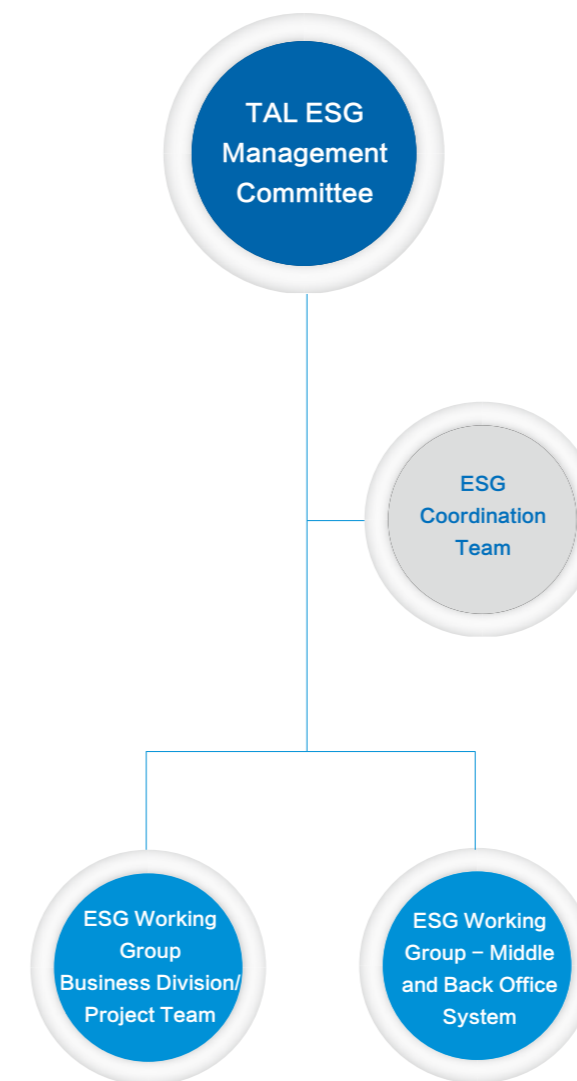 TAL ESG
Management
Committee
ESG
Coordination
Team
ESG Working
Group
Business Division/
Project Team
ESG Working
Group – Middle
and Back Office
System